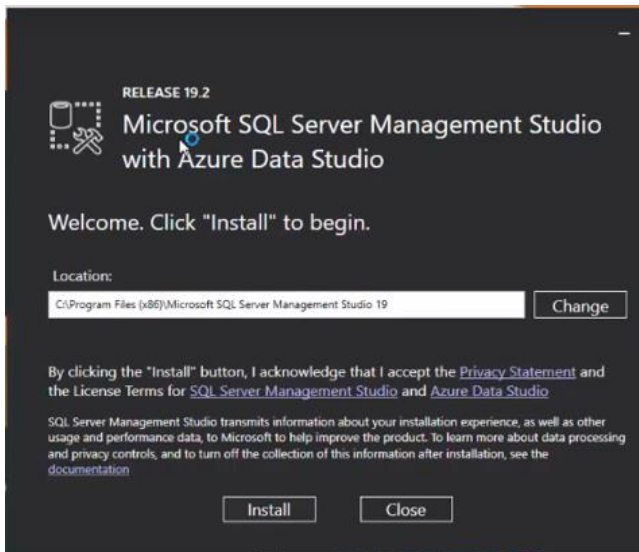 RELEASE 19.2
Microsoft SQL Server Management Studio
with Azure Data Studio
Welcome. Click "Install" to begin.
Location:
C:\Program Files (x86)\Microsoft SQL Server Management Studio 19
Change
By clicking the "Install" button, I acknowledge that I accept the Privacy Statement and
the License Terms for SQL Server Management Studio and Azure Data Studio
SQL Server Management Studio transmits information about your installation experience, as well as other
usage and performance data, to Microsoft to help improve the product. To learn more about data processing
and privacy controls, and to turn off the collection of this information after installation, see the
documentation
Install
Close